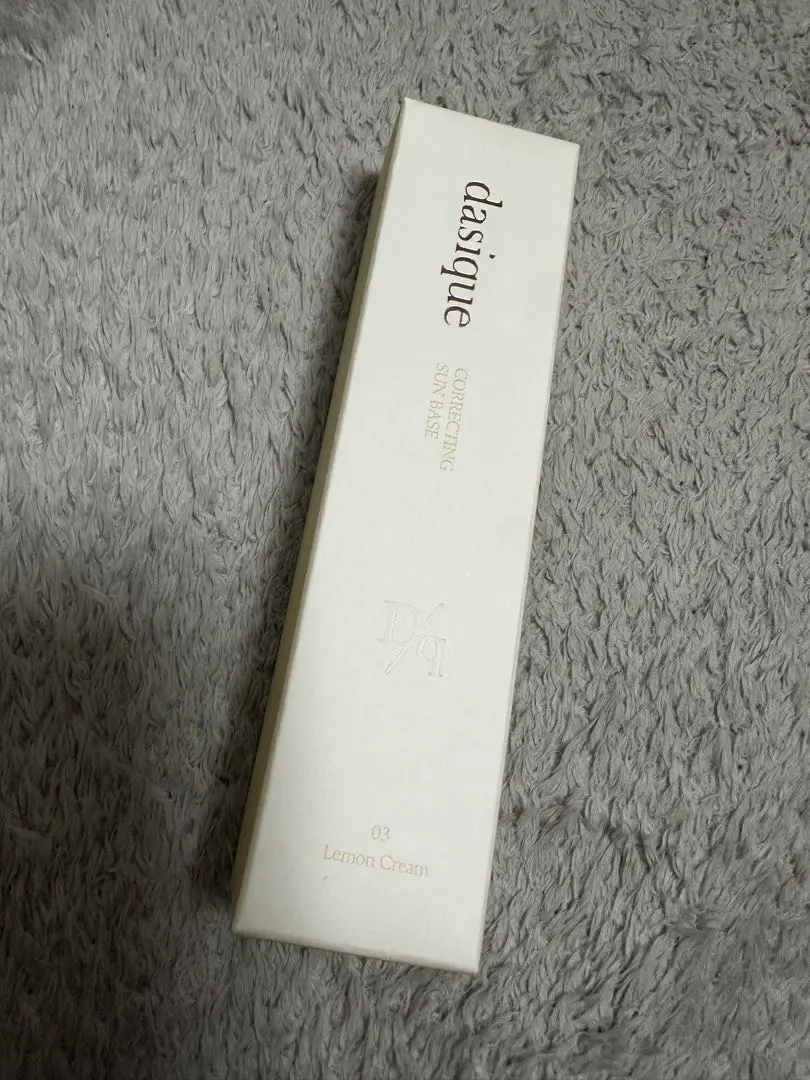 dasique
CORRECTING
SUN BASE
D/q
03
Lemon Cream